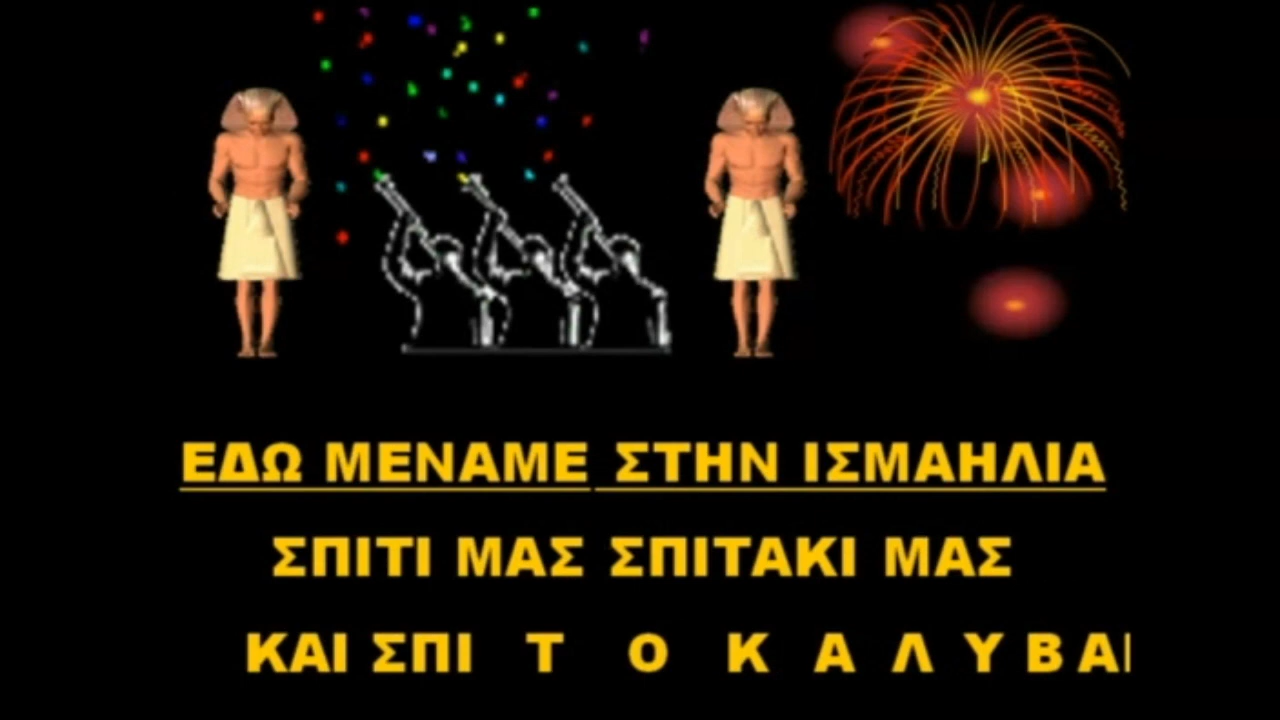 ΕΔΩ ΜΕΝΑΜΕ ΣΤΗΝ ΙΣΜΑΗΛΙΑ
ΣΠΙΤΙ ΜΑΣ ΣΠΙΤΑΚΙ ΜΑΣ
ΚΑΙ ΣΠΙ Τ Ο Κ Α Λ Υ Β Α